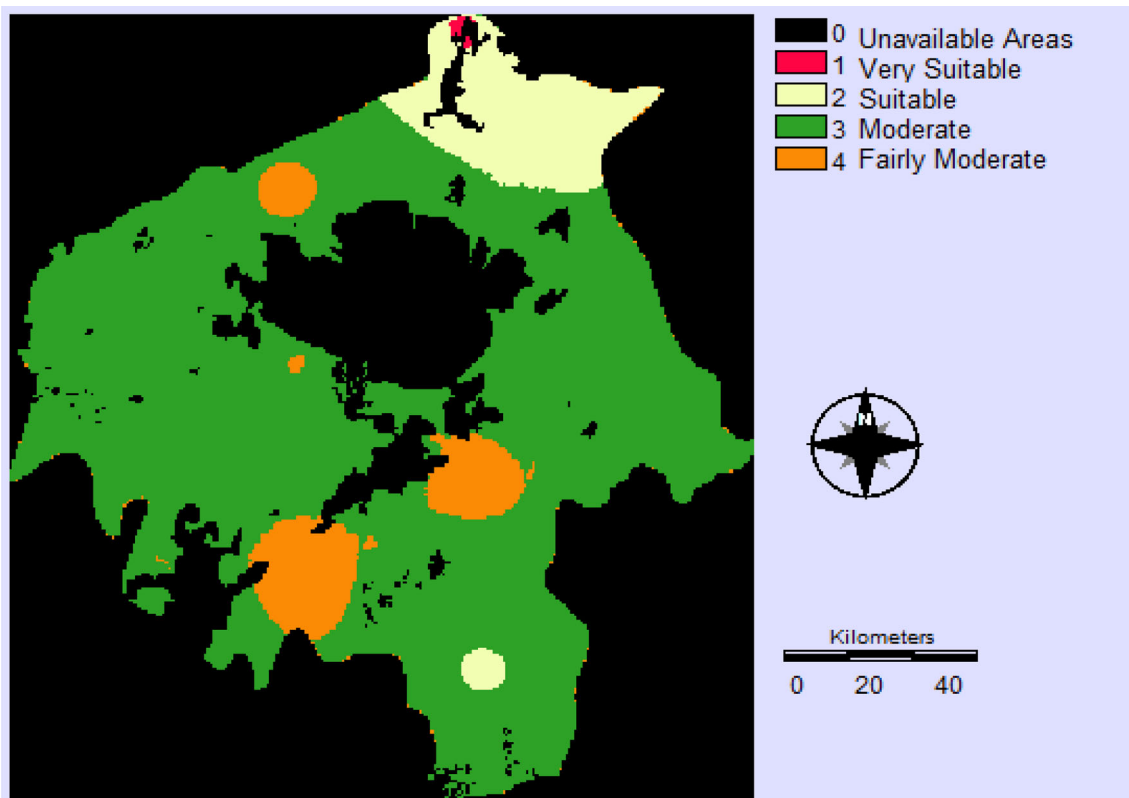 0 Unavailable Areas
1 Very Suitable
2 Suitable
3 Moderate
4 Fairly Moderate
N
Kilometers
0 20 40